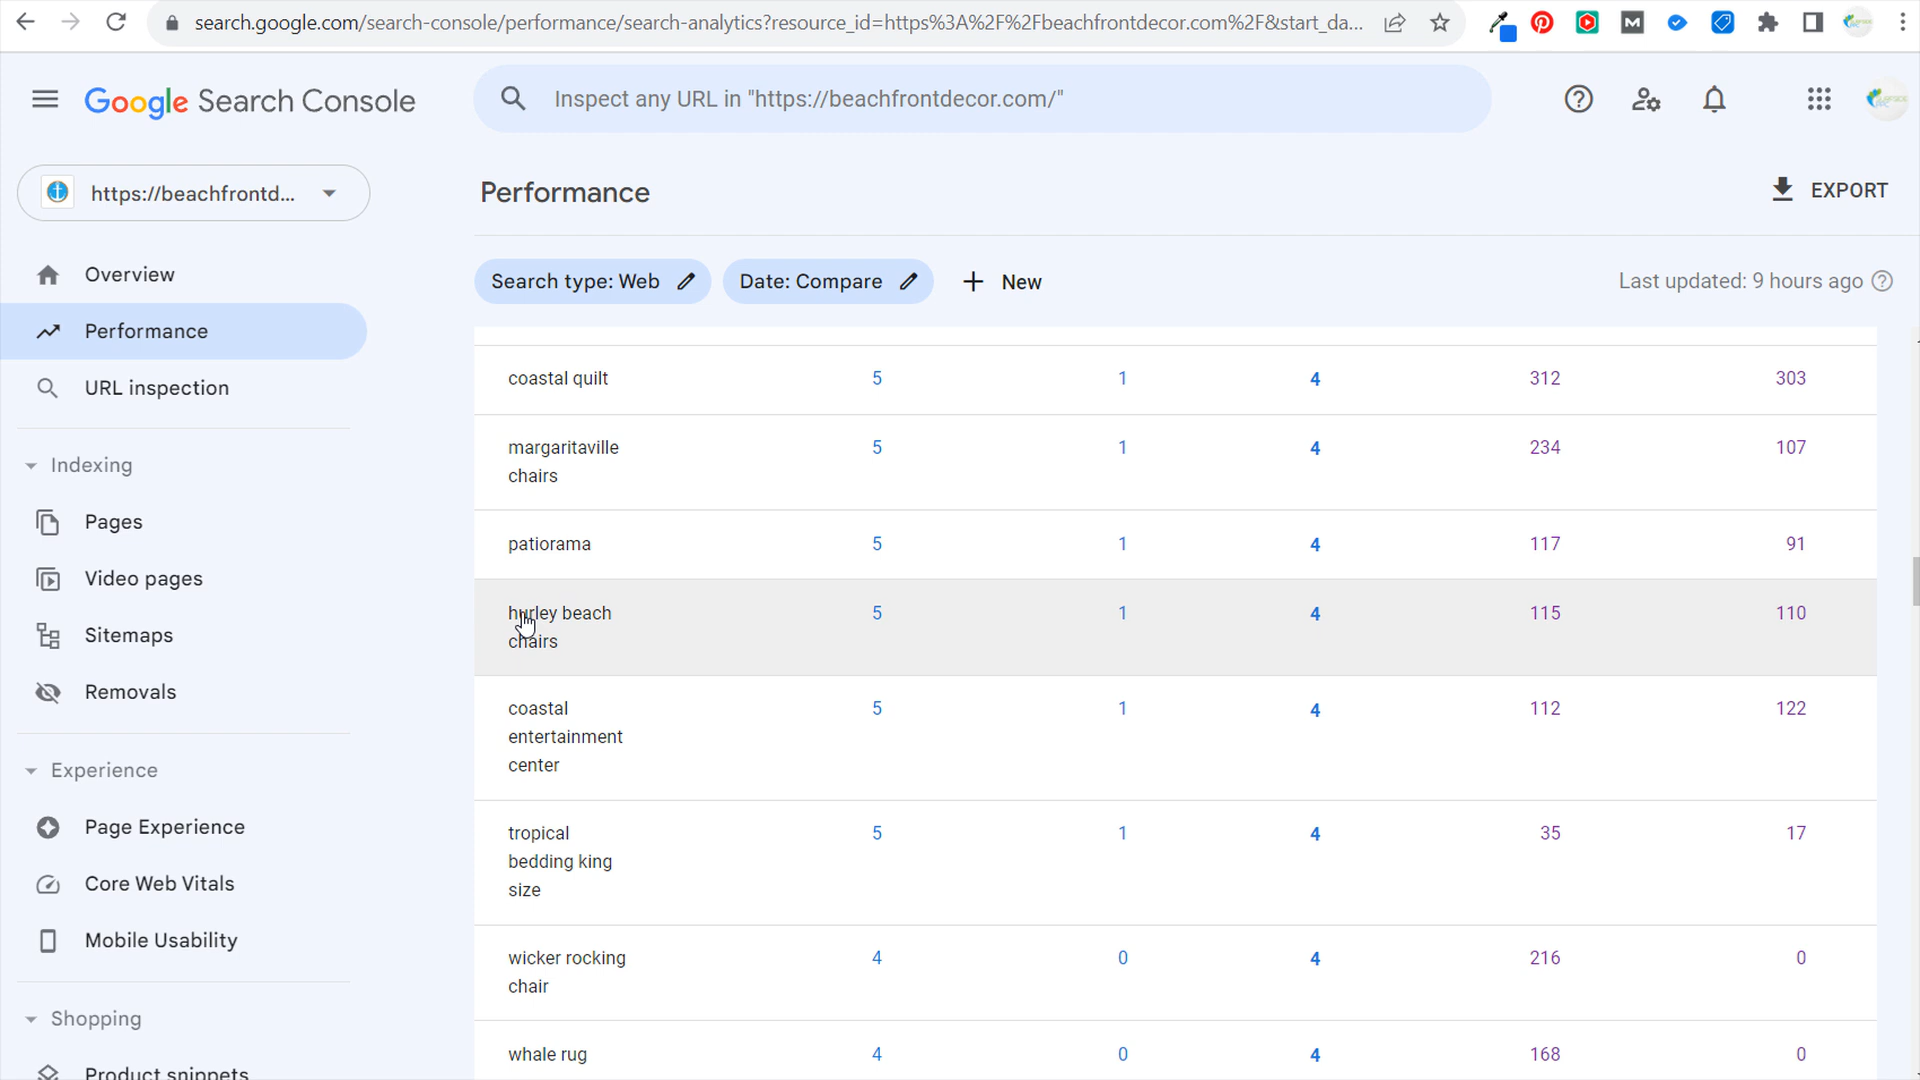 search.google.com/search-console/performance/search-analytics?resource_id=https%3A%2F%2Fbeachfrontdecor.com%2F&start_da...
Google Search Console
Inspect any URL in "https://beachfrontdecor.com/"
https://beachfrontd...
Performance
EXPORT
Search type: Web
Date: Compare
+ New
Last updated: 9 hours ago
Overview
Performance
URL inspection
Indexing
Pages
Video pages
Sitemaps
Removals
Experience
Page Experience
Core Web Vitals
Mobile Usability
Shopping
Product snippets
coastal quilt 5 1 4 312 303
margaritaville 5 1 4 234 107
chairs
patiorama 5 1 4 117 91
hurley beach 5 1 4 115 110
chairs
coastal 5 1 4 112 122
entertainment
center
tropical 5 1 4 35 17
bedding king
size
wicker rocking 4 0 4 216 0
chair
whale rug 4 0 4 168 0